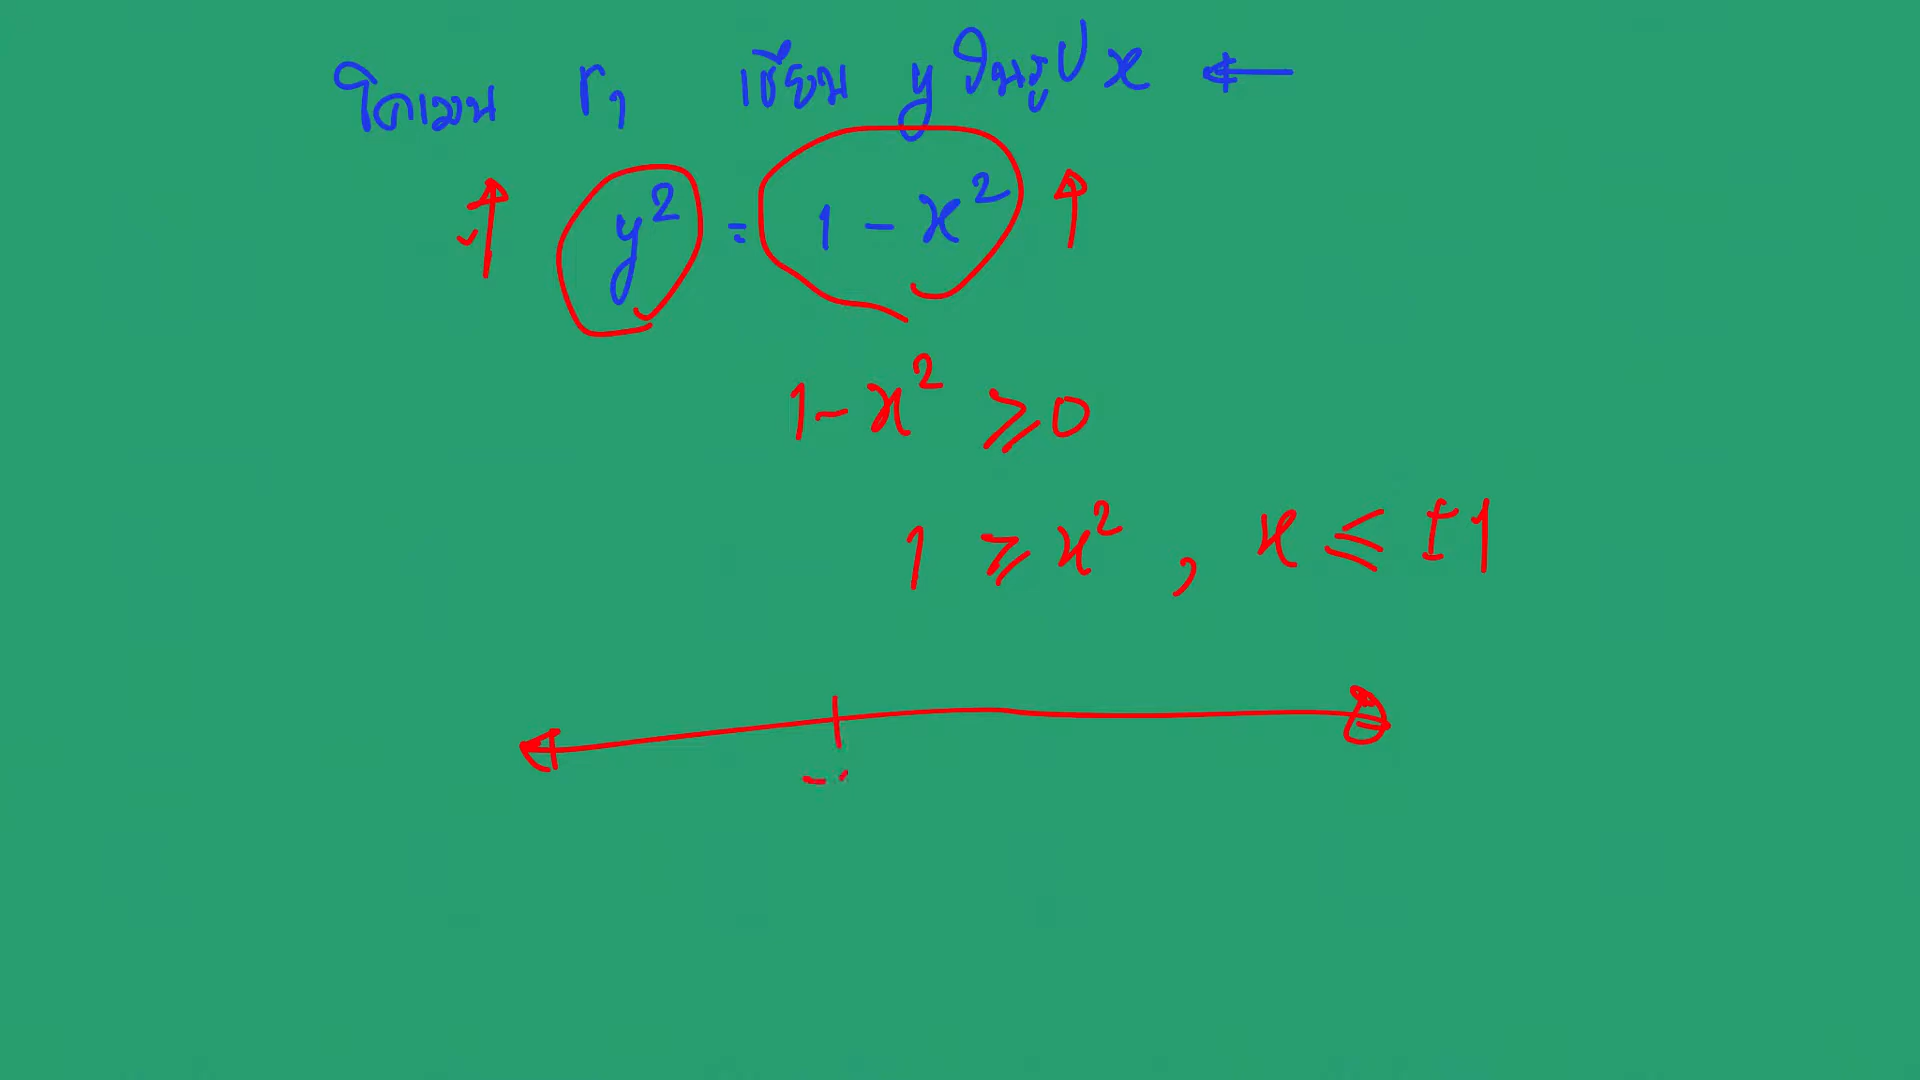 โดเมน r₁ เขียน y ในรูป x ←
y² = 1 - x²
1 - x² ≥ 0
1 ≥ x² , x ≤ ±1